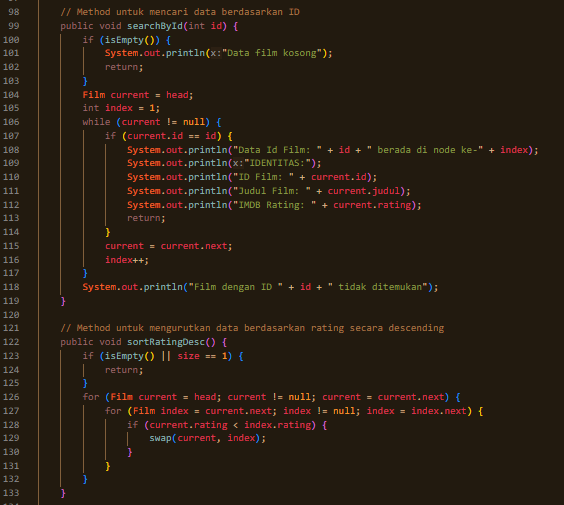 98 // Method untuk mencari data berdasarkan ID
99 public void searchById(int id) {
100 if (isEmpty()) {
101 System.out.println(x:"Data film kosong");
102 return;
103 }
104 Film current = head;
105 int index = 1;
106 while (current != null) {
107 if (current.id == id) {
108 System.out.println("Data Id Film: " + id + " berada di node ke-" + index);
109 System.out.println(x:"IDENTITAS:");
110 System.out.println("ID Film: " + current.id);
111 System.out.println("Judul Film: " + current.judul);
112 System.out.println("IMDB Rating: " + current.rating);
113 return;
114 }
115 current = current.next;
116 index++;
117 }
118 System.out.println("Film dengan ID " + id + " tidak ditemukan");
119 }
120
121 // Method untuk mengurutkan data berdasarkan rating secara descending
122 public void sortRatingDesc() {
123 if (isEmpty() || size == 1) {
124 return;
125 }
126 for (Film current = head; current != null; current = current.next) {
127 for (Film index = current.next; index != null; index = index.next) {
128 if (current.rating < index.rating) {
129 swap(current, index);
130 }
131 }
132 }
133 }